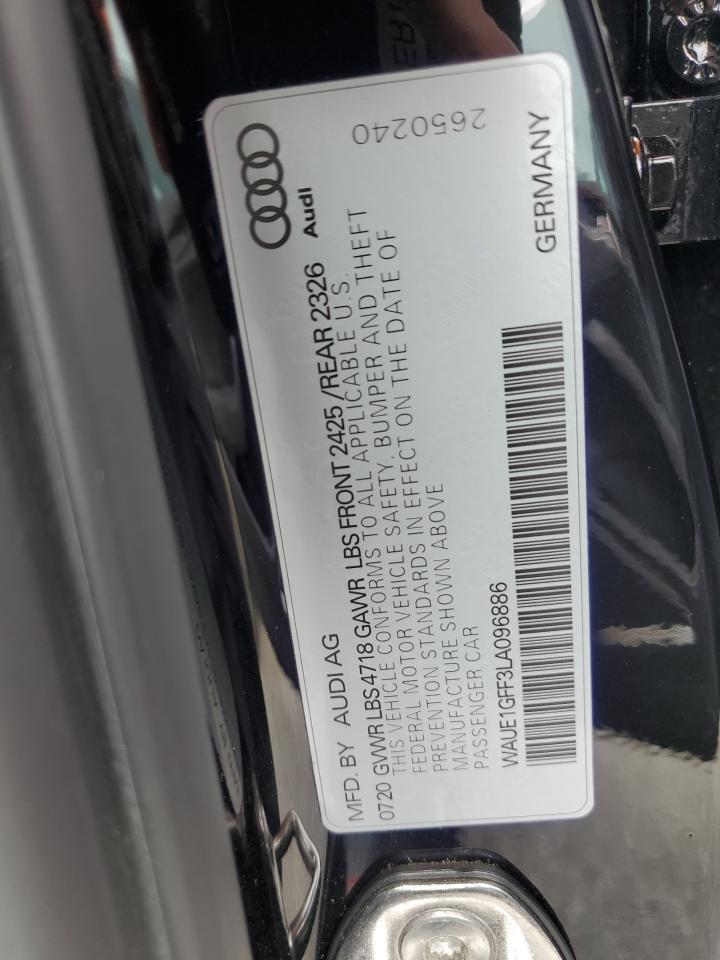 MFD. BY AUDI AG
Audi
0720 GVWR LBS 4718 GAWR LBS FRONT 2425 /REAR 2326
THIS VEHICLE CONFORMS TO ALL APPLICABLE U.S.
FEDERAL MOTOR VEHICLE SAFETY, BUMPER AND THEFT
PREVENTION STANDARDS IN EFFECT ON THE DATE OF
MANUFACTURE SHOWN ABOVE
PASSENGER CAR
WAUE1GFF3LA096886
GERMANY
2650240